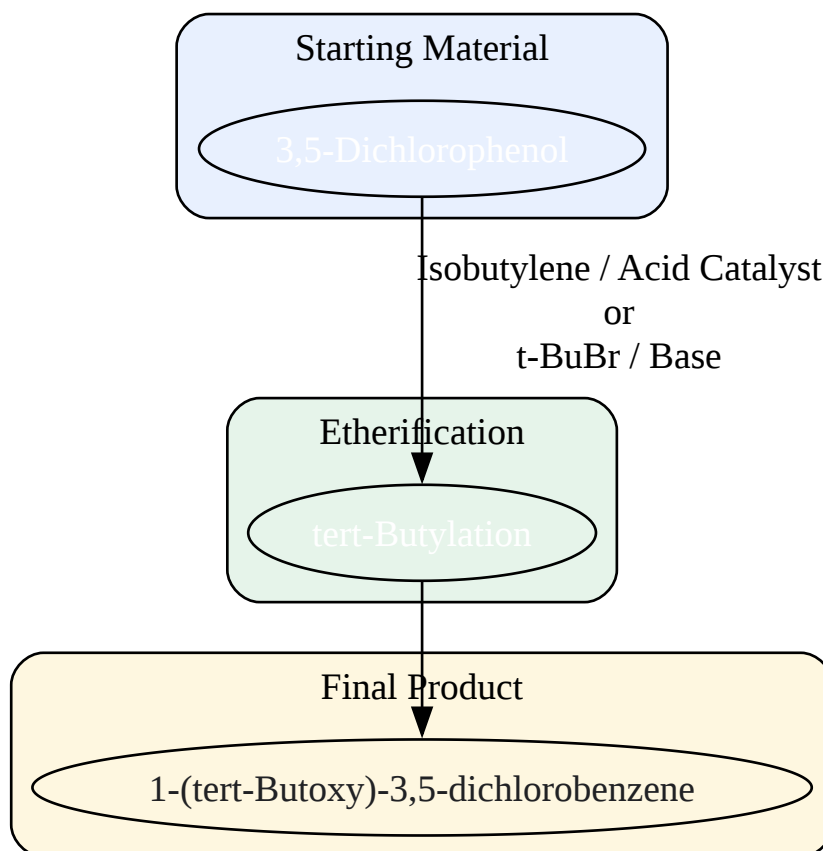 Starting Material
3,5-Dichlorophenol
Isobutylene / Acid Catalyst
or
t-BuBr / Base
Etherification
tert-Butylation
Final Product
1-(tert-Butoxy)-3,5-dichlorobenzene